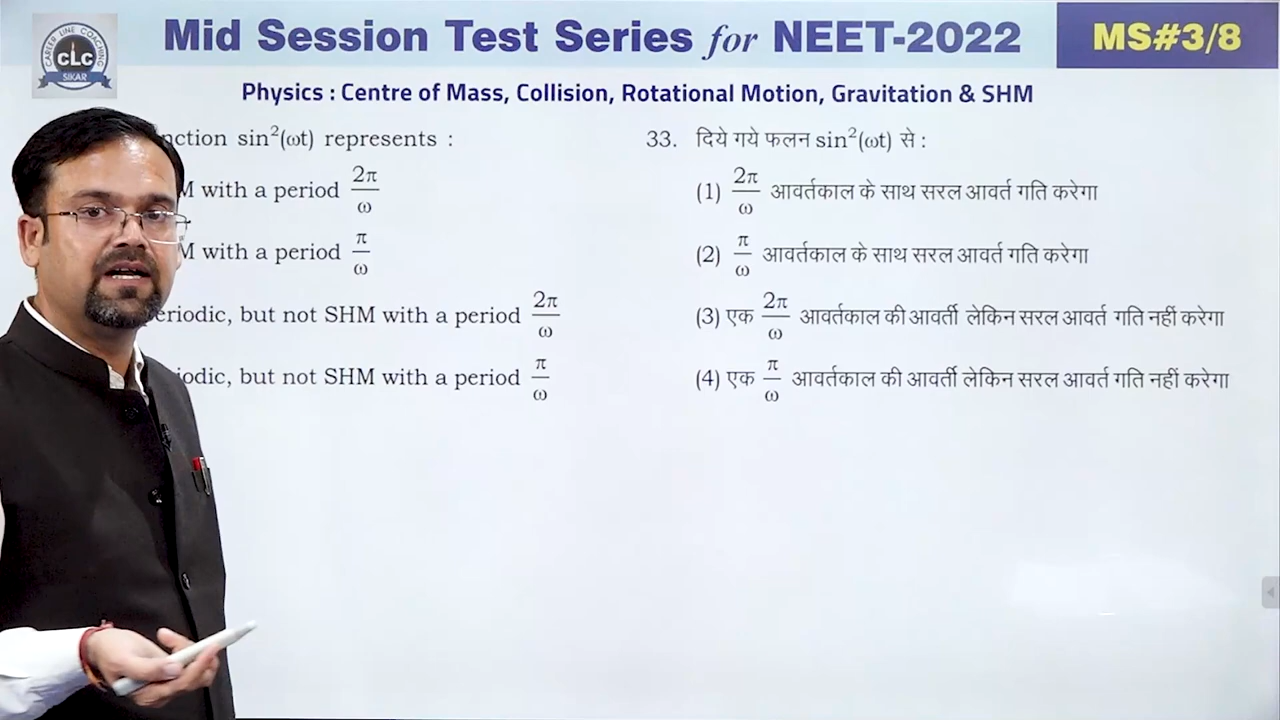 CAREER LINE COACHING
CLC
SIKAR
Mid Session Test Series for NEET-2022
MS#3/8
Physics : Centre of Mass, Collision, Rotational Motion, Gravitation & SHM
nction sin²(ωt) represents :
M with a period 2π/ω
M with a period π/ω
eriodic, but not SHM with a period 2π/ω
iodic, but not SHM with a period π/ω
33. दिये गये फलन sin²(ωt) से :
(1) 2π/ω आवर्तकाल के साथ सरल आवर्त गति करेगा
(2) π/ω आवर्तकाल के साथ सरल आवर्त गति करेगा
(3) एक 2π/ω आवर्तकाल की आवर्ती लेकिन सरल आवर्त गति नहीं करेगा
(4) एक π/ω आवर्तकाल की आवर्ती लेकिन सरल आवर्त गति नहीं करेगा